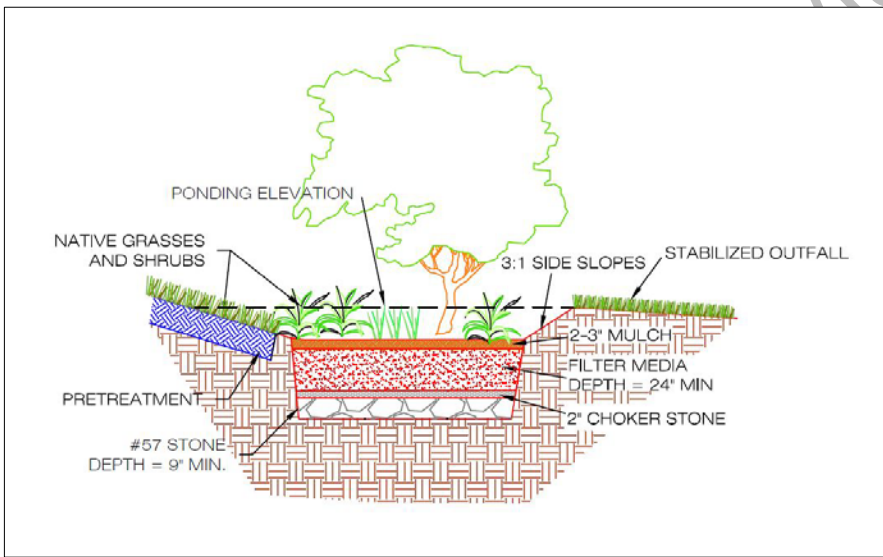 PONDING ELEVATION
NATIVE GRASSES
AND SHRUBS
3:1 SIDE SLOPES
STABILIZED OUTFALL
2-3" MULCH
FILTER MEDIA
DEPTH = 24" MIN
PRETREATMENT
2" CHOKER STONE
#57 STONE
DEPTH = 9" MIN.